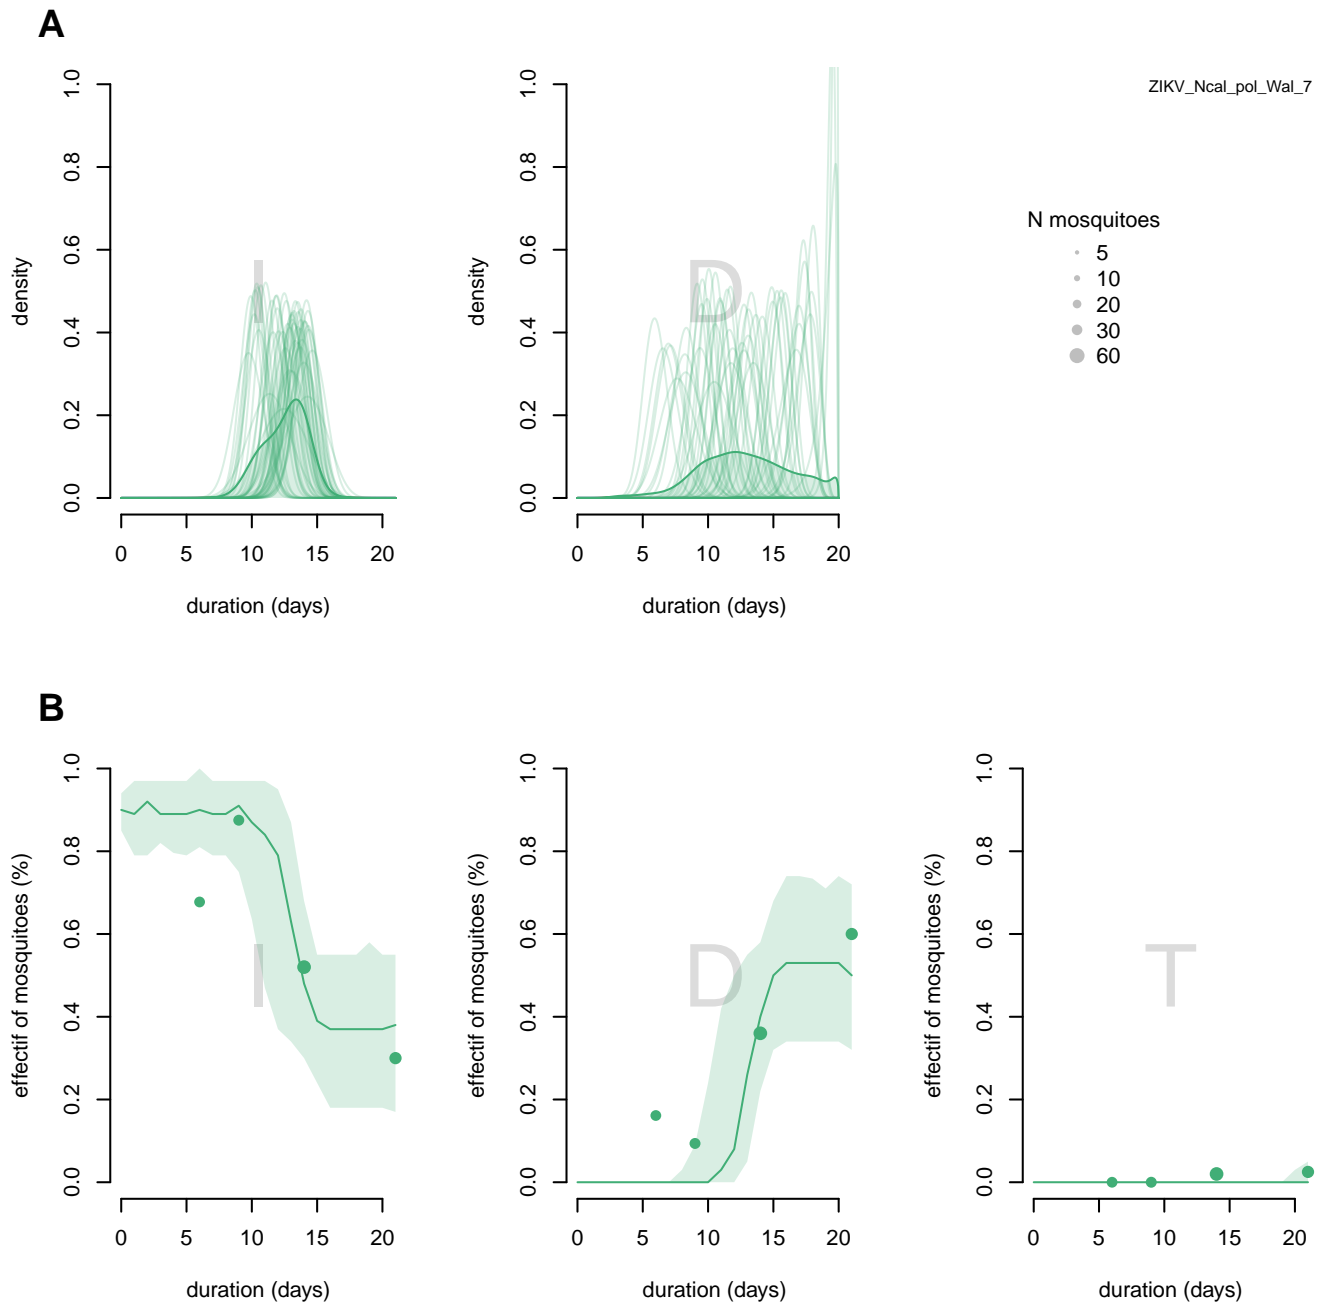 A
ZIKV_Ncal_pol_Wal_7
density
0.0 0.2 0.4 0.6 0.8 1.0
I
0 5 10 15 20
duration (days)
density
0.0 0.2 0.4 0.6 0.8 1.0
D
0 5 10 15 20
duration (days)
N mosquitoes
5
10
20
30
60
B
effectif of mosquitoes (%)
0.0 0.2 0.4 0.6 0.8 1.0
I
0 5 10 15 20
duration (days)
effectif of mosquitoes (%)
0.0 0.2 0.4 0.6 0.8 1.0
D
0 5 10 15 20
duration (days)
effectif of mosquitoes (%)
0.0 0.2 0.4 0.6 0.8 1.0
T
0 5 10 15 20
duration (days)